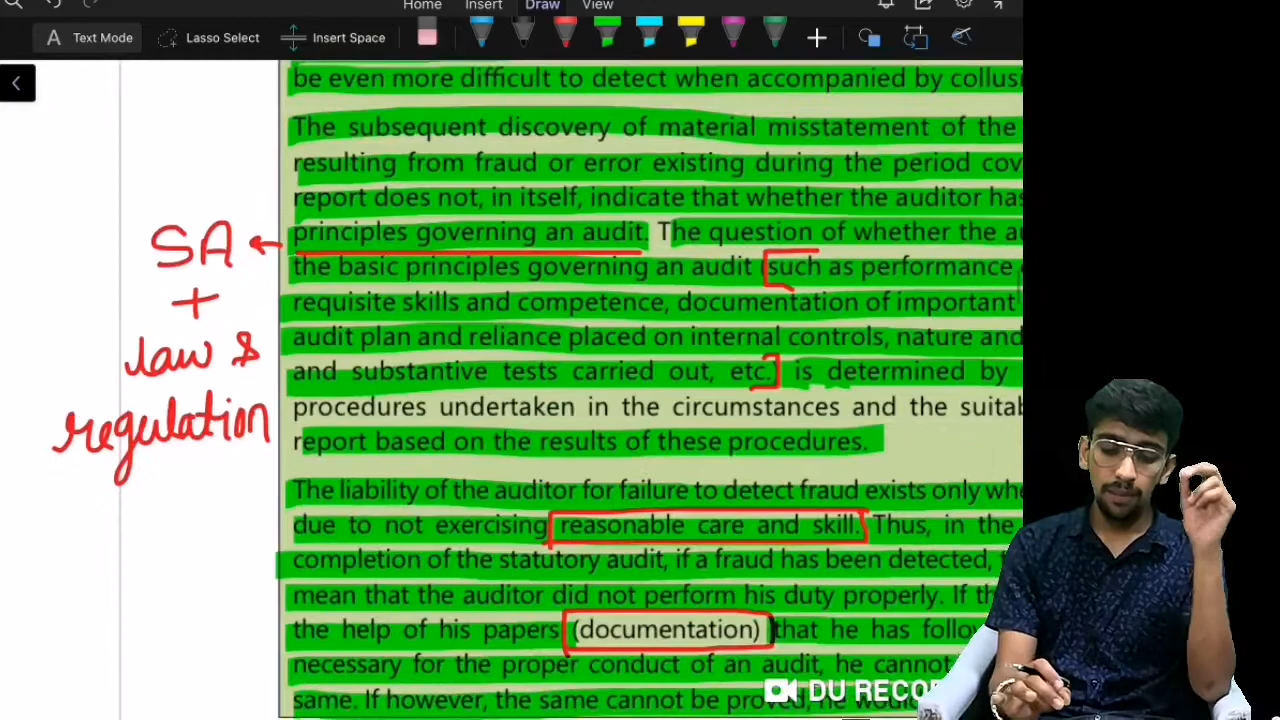 Home Insert Draw View
A Text Mode Lasso Select Insert Space
be even more difficult to detect when accompanied by
The subsequent discovery of material misstatement of the
resulting from fraud or error existing during the period
report does not, in itself, indicate that whether the auditor has
principles governing an audit. The question of whether the
the basic principles governing an audit (such as performance
requisite skills and competence, documentation of important
audit plan and reliance placed on internal controls, nature and
and substantive tests carried out, etc.) is determined by
procedures undertaken in the circumstances and the
report based on the results of these procedures.
The liability of the auditor for failure to detect fraud exists only
due to not exercising reasonable care and skill. Thus, in the
completion of the statutory audit, if a fraud has been detected,
mean that the auditor did not perform his duty properly. If
the help of his papers (documentation) that he has
necessary for the proper conduct of an audit, he cannot
same. If however, the same cannot be proved, he
SA
+
law &
regulation
DU